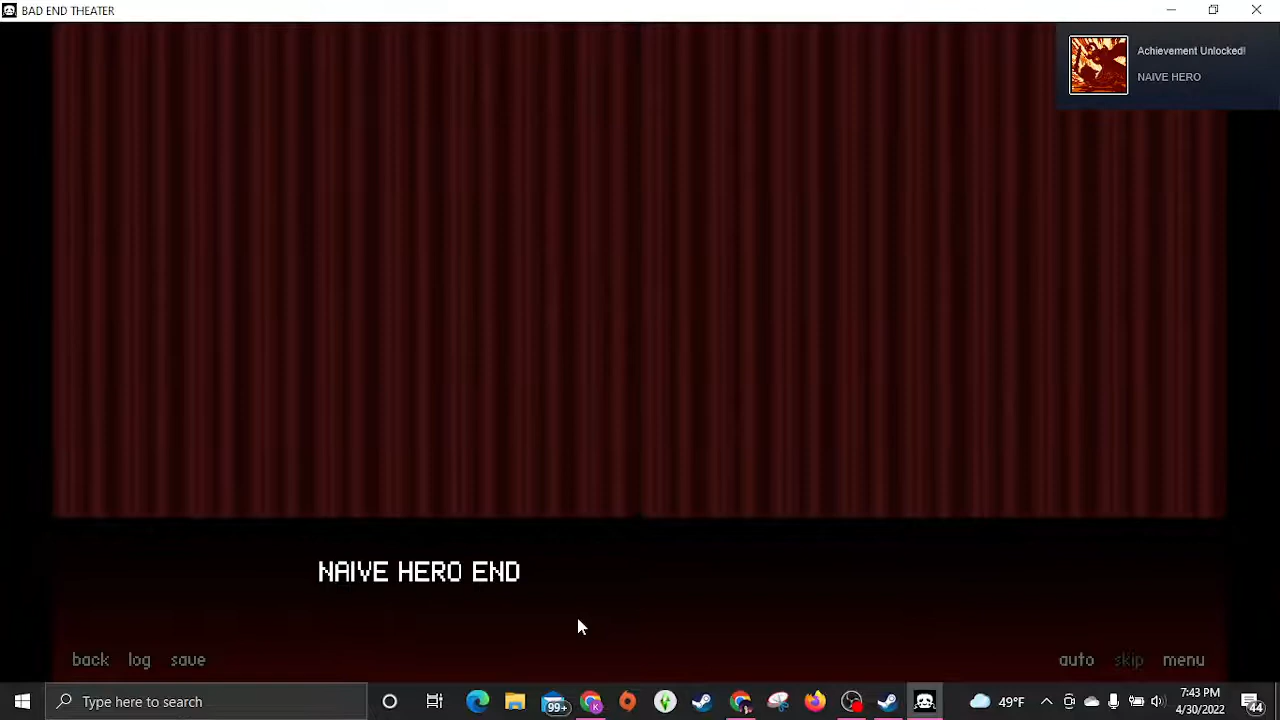 BAD END THEATER
Achievement Unlocked!
NAIVE HERO
NAIVE HERO END
back log save
auto skip menu
Type here to search
99+
K
49°F
7:43 PM
4/30/2022
44